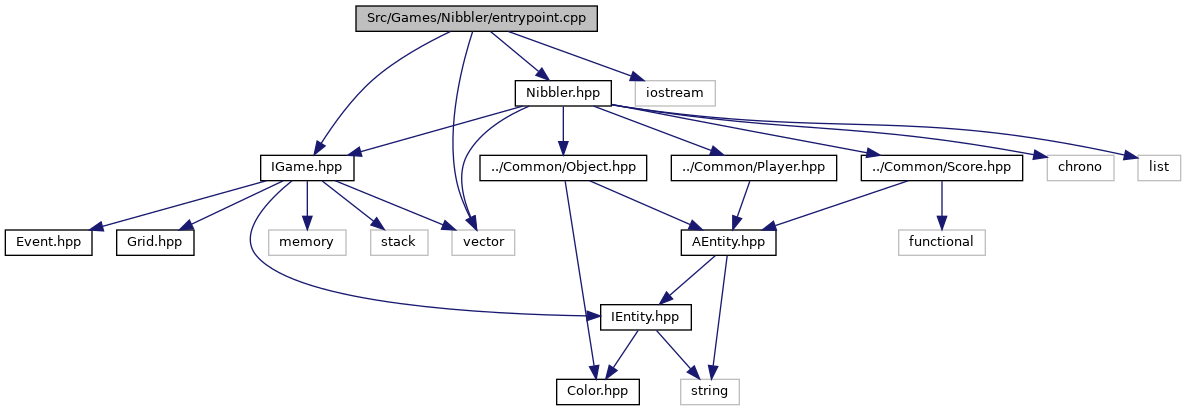 Src/Games/Nibbler/entrypoint.cpp
Nibbler.hpp
iostream
IGame.hpp
../Common/Object.hpp
../Common/Player.hpp
../Common/Score.hpp
chrono
list
Event.hpp
Grid.hpp
memory
stack
vector
AEntity.hpp
functional
IEntity.hpp
Color.hpp
string